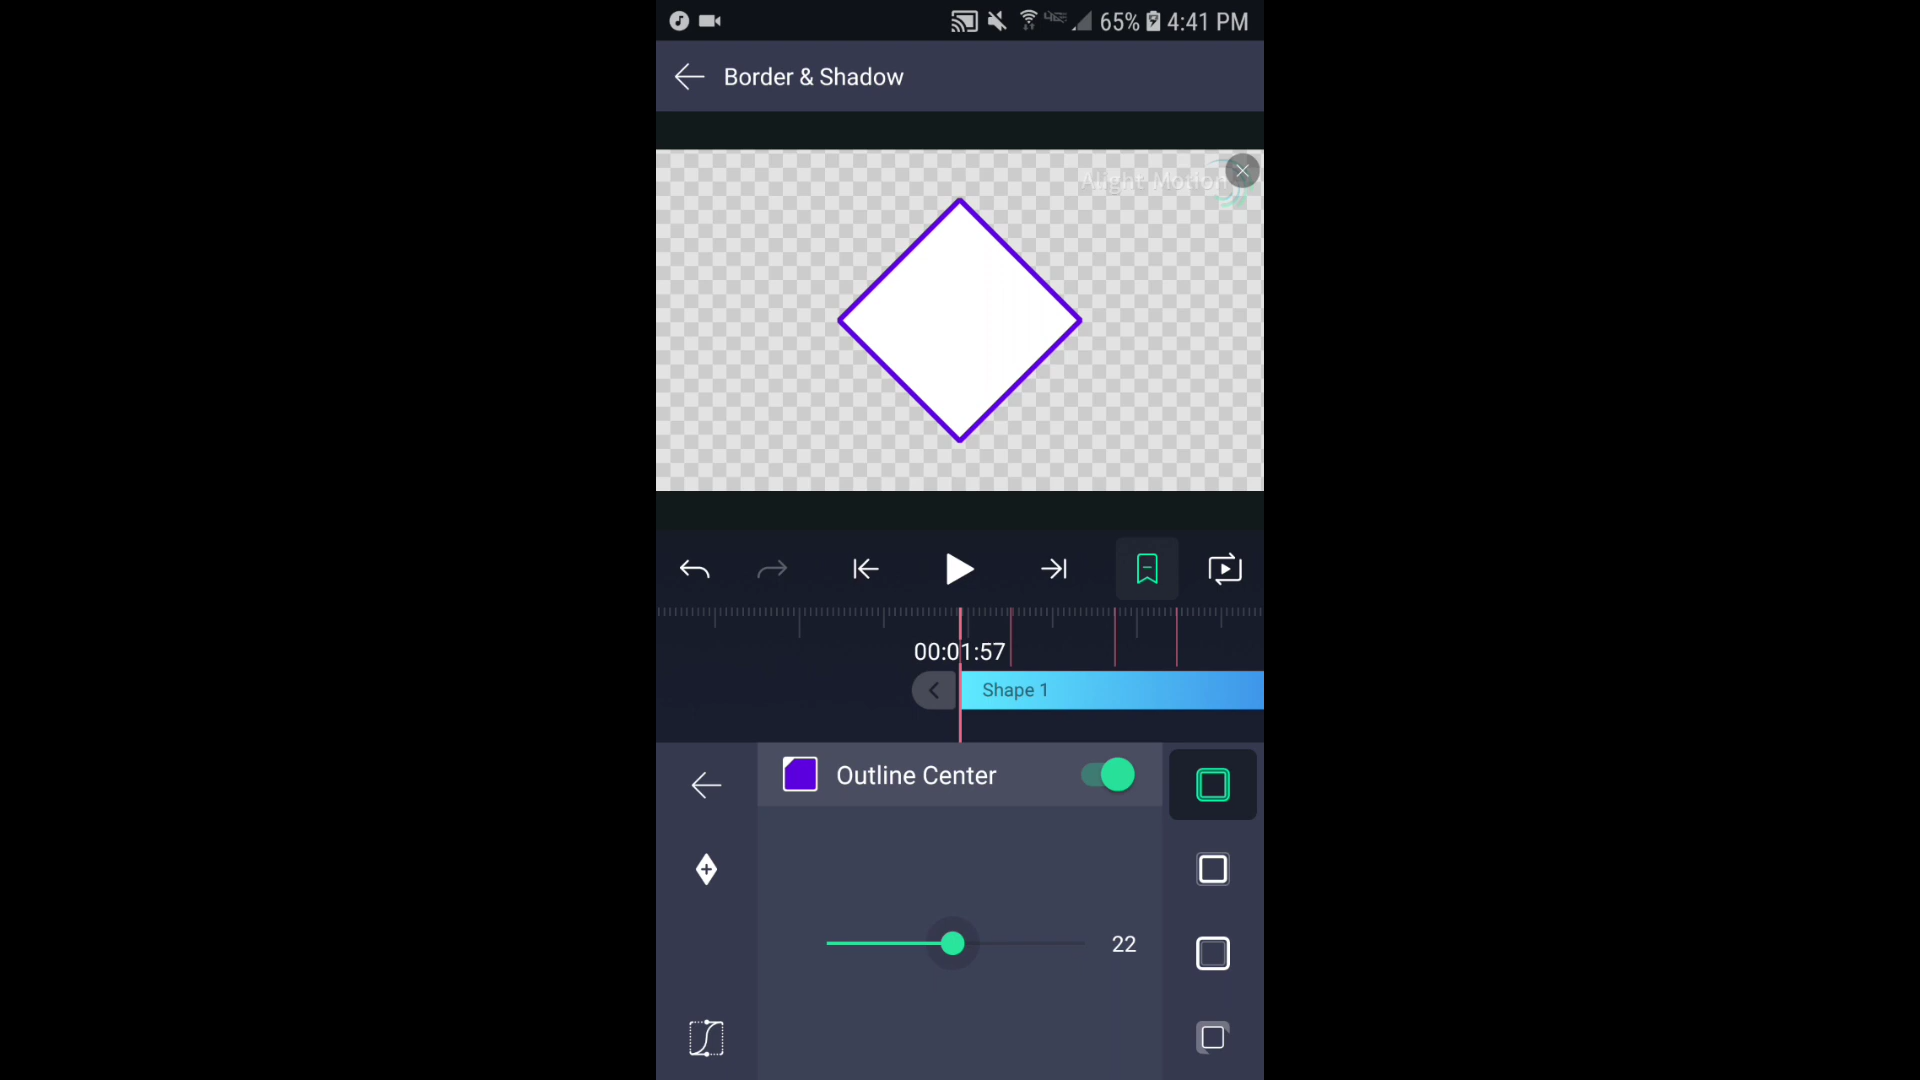 65% 4:41 PM
Border & Shadow
Alight Motion
00:01:57
Shape 1
Outline Center
22